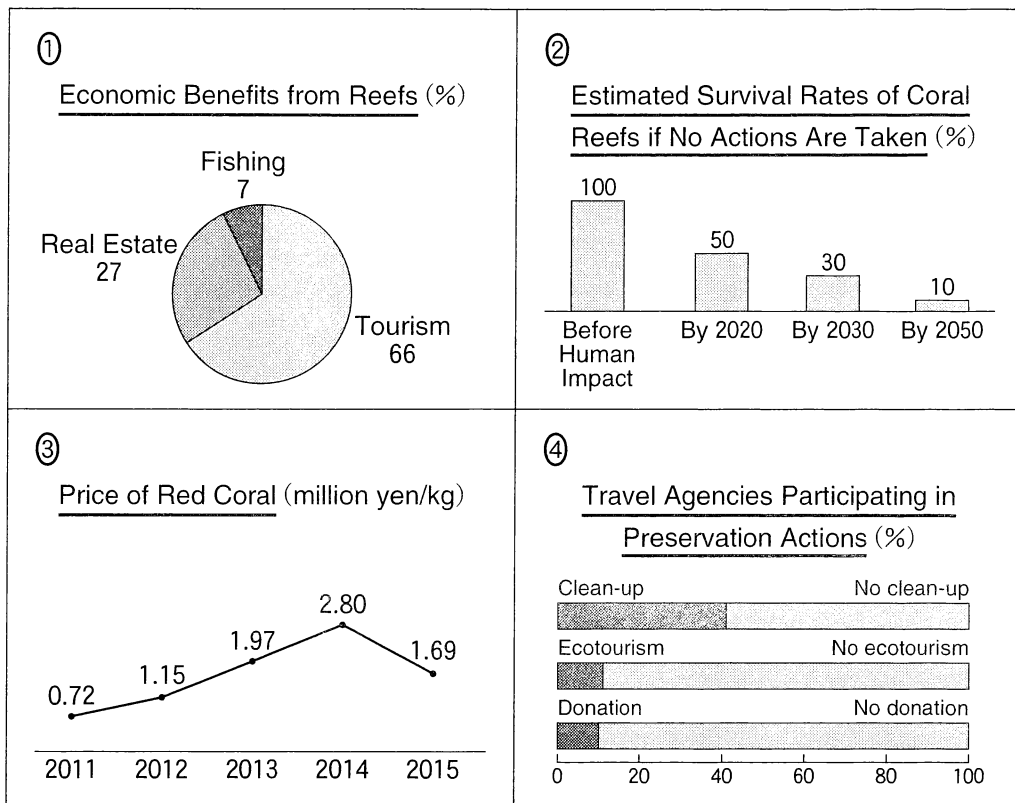 ①
Economic Benefits from Reefs (%)
Fishing
7
Real Estate
27
Tourism
66
②
Estimated Survival Rates of Coral
Reefs if No Actions Are Taken (%)
100
50
30
10
Before
Human
Impact
By 2020
By 2030
By 2050
③
Price of Red Coral (million yen/kg)
0.72
1.15
1.97
2.80
1.69
2011 2012 2013 2014 2015
④
Travel Agencies Participating in
Preservation Actions (%)
Clean-up No clean-up
Ecotourism No ecotourism
Donation No donation
0 20 40 60 80 100